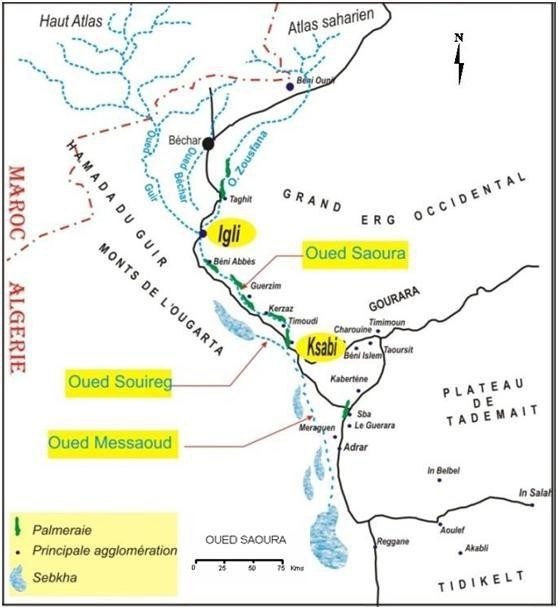 Haut Atlas
Atlas saharien
N
Béni Ounif
Béchar
Oued
Guir
Oued
Béchar
O. Zousfana
Taghit
HAMADA DU GUIR
MAROC
ALGERIE
GRAND ERG OCCIDENTAL
Igli
Oued Saoura
Béni Abbès
MONTS DE L'OUGARTA
Guerzim
GOURARA
Kerzaz
Timoudi
Timimoun
Charouine
Ksabi
Béni Islem
Taoursit
Oued Souireg
Kabertène
PLATEAU
DE
TADEMAIT
Sba
Le Guerara
Meraguen
Oued Messaoud
Adrar
In Belbel
In Salah
Aoulef
Reggane
Akabli
TIDIKELT
Palmeraie
Principale agglomération
Sebkha
OUED SAOURA
0 25 50 75
Kms